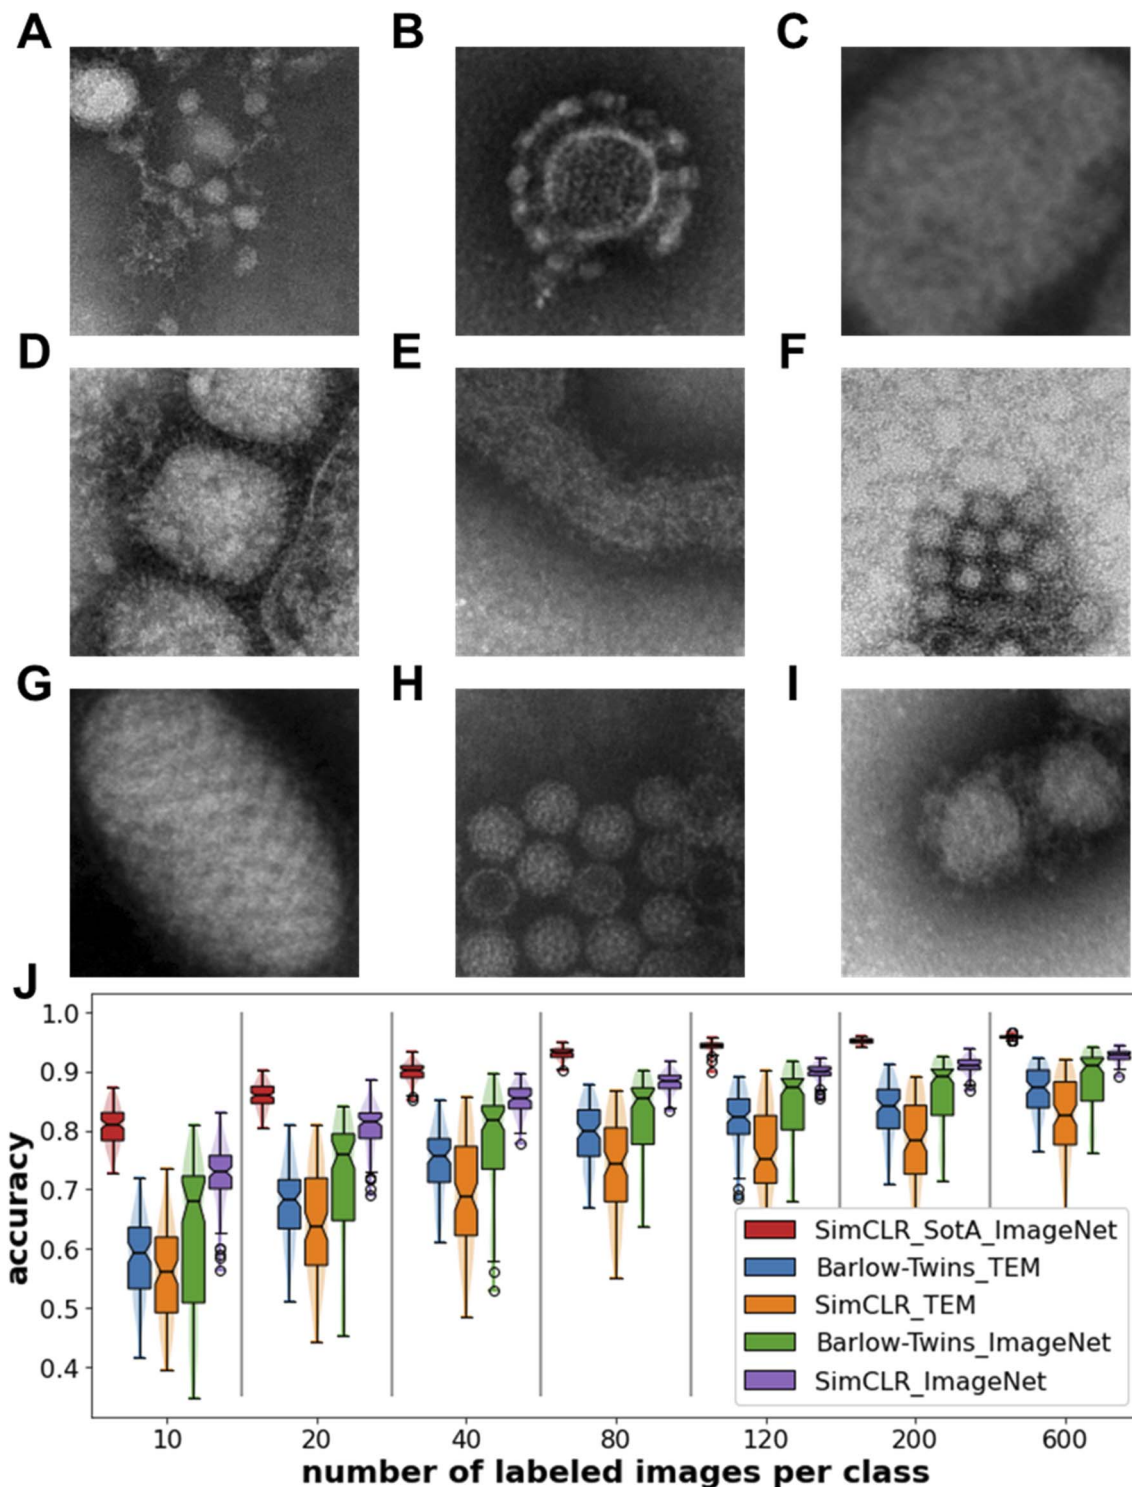 A B C
D E F
G H I
J
1.0
0.9
0.8
0.7
0.6
0.5
0.4
accuracy
SimCLR_SotA_ImageNet
Barlow-Twins_TEM
SimCLR_TEM
Barlow-Twins_ImageNet
SimCLR_ImageNet
10 20 40 80 120 200 600
number of labeled images per class